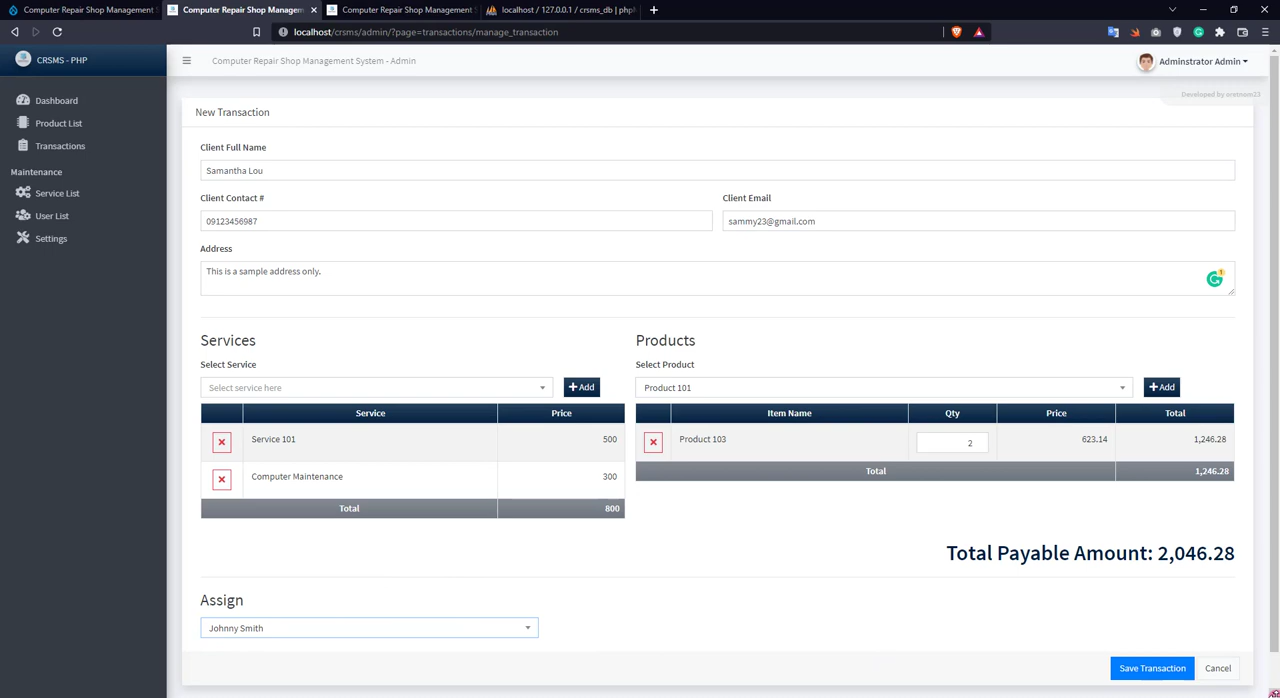 Computer Repair Shop Management
Computer Repair Shop Managem
Computer Repair Shop Management
localhost / 127.0.0.1 / crsms_db | php
localhost/crsms/admin/?page=transactions/manage_transaction
CRSMS - PHP
Computer Repair Shop Management System - Admin
Adminstrator Admin
Developed by oretnom23
Dashboard
Product List
Transactions
Maintenance
Service List
User List
Settings
New Transaction
Client Full Name
Samantha Lou
Client Contact #
Client Email
09123456987
sammy23@gmail.com
Address
This is a sample address only.
1
Services
Products
Select Service
Select Product
Select service here
Add
Product 101
Add
Service Price
Item Name Qty Price Total
Service 101 500
Product 103 2 623.14 1,246.28
Total 1,246.28
Computer Maintenance 300
Total 800
Total Payable Amount: 2,046.28
Assign
Johnny Smith
Save Transaction
Cancel